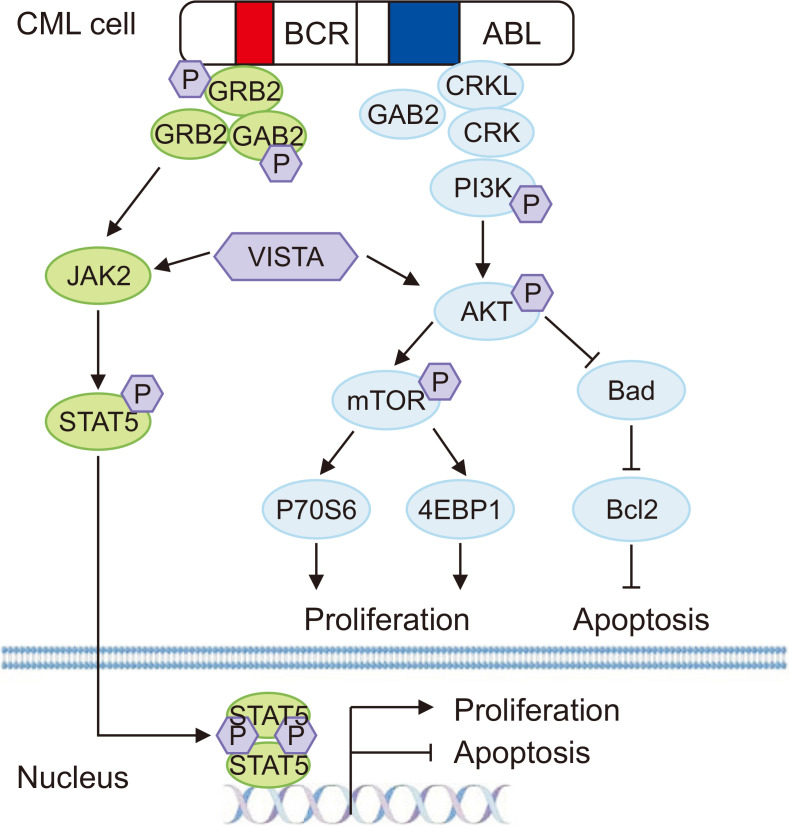 CML cell
BCR
ABL
P
GRB2
GRB2
GAB2
P
CRKL
GAB2
CRK
PI3K
P
JAK2
VISTA
AKT
P
STAT5
P
mTOR
P
Bad
P70S6
4EBP1
Bcl2
Proliferation
Apoptosis
STAT5
P
P
STAT5
Proliferation
Apoptosis
Nucleus